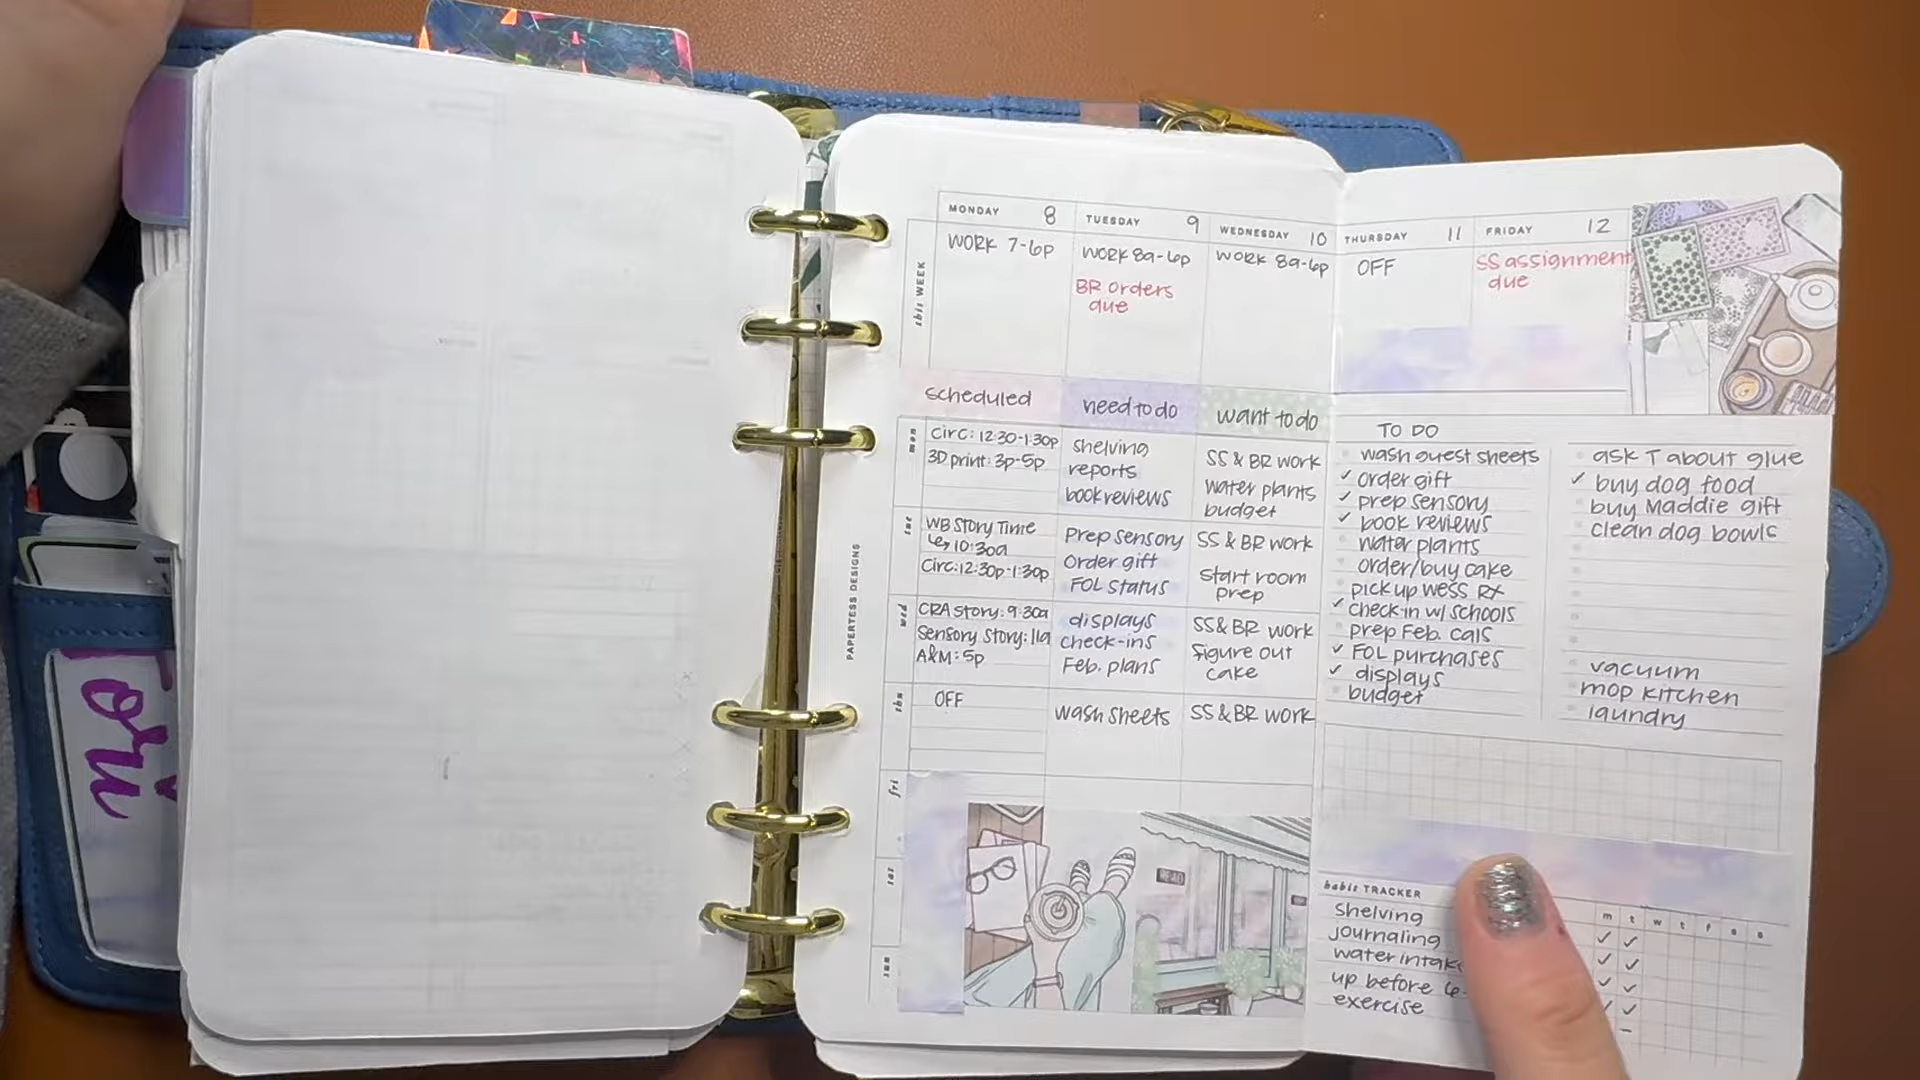 Tori
MONDAY 8
TUESDAY 9
WEDNESDAY 10
THURSDAY 11
FRIDAY 12
this WEEK
WORK 7-6p
WORK 8a-6p
BR orders
due
WORK 8a-6p
OFF
SS assignment
due
scheduled
need to do
want to do
mon
Circ: 12:30-1:30p
3D print: 3p-5p
shelving
reports
book reviews
SS & BR work
water plants
budget
tue
WB Story Time
↳ 10:30a
Circ: 12:30p-1:30p
Prep sensory
Order gift
FOL status
SS & BR work
start room
prep
wed
CRA story: 9:30a
Sensory Story: 11a
A&M: 5p
displays
check-ins
Feb. plans
SS & BR work
figure out
cake
thu
OFF
wash sheets
SS & BR work
fri
sat
sun
PAPERTRESS DESIGNS
READ
TO DO
wash guest sheets
✓ order gift
✓ prep sensory
✓ book reviews
water plants
order/buy cake
pick up Wess Rx
✓ check-in w/ schools
prep Feb. cals
✓ FOL purchases
✓ displays
budget
ask T about glue
✓ buy dog food
buy Maddie gift
clean dog bowls
vacuum
mop kitchen
laundry
habit TRACKER
m t w t f s s
shelving
journaling ✓ ✓
water intake ✓ ✓
up before 6 ✓ ✓
exercise ✓ ✓